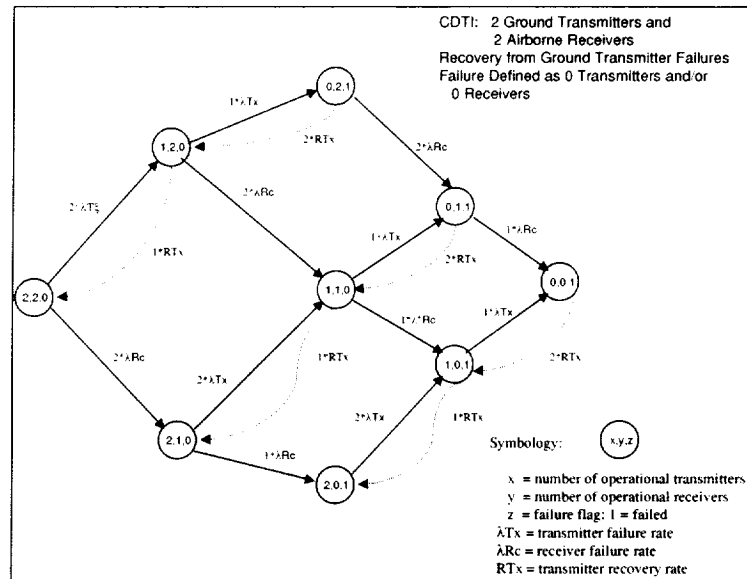 CDTI: 2 Ground Transmitters and
2 Airborne Receivers
Recovery from Ground Transmitter Failures
Failure Defined as 0 Transmitters and/or
0 Receivers
0,2,1
1*λTx
2*RTx
1,2,0
2*λRc
2*λTx
2*λRc
0,1,1
1*λTx
1*λRc
1*RTx
2*RTx
2,2,0
1,1,0
0,0,1
1*λRc
1*λTx
2*λRc
2*λTx
1*RTx
2*RTx
1,0,1
2*λTx
1*RTx
2,1,0
1*λRc
2,0,1
Symbology:
x,y,z
x = number of operational transmitters
y = number of operational receivers
z = failure flag: 1 = failed
λTx = transmitter failure rate
λRc = receiver failure rate
RTx = transmitter recovery rate